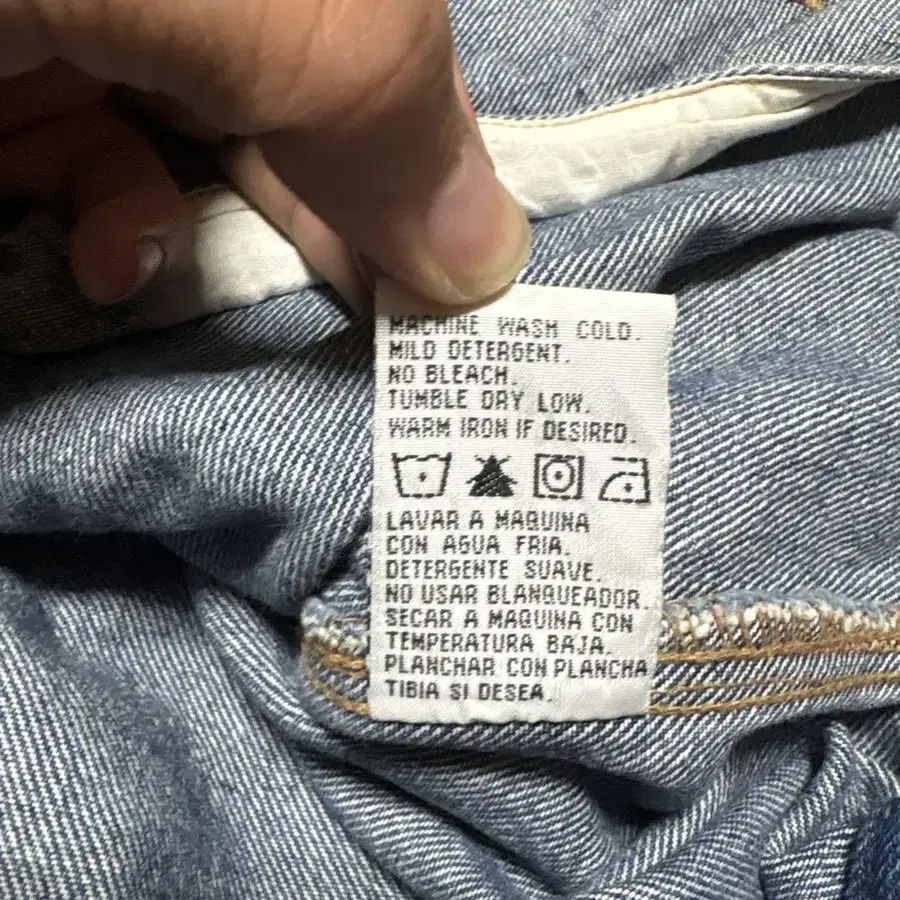 MACHINE WASH COLD.
MILD DETERGENT.
NO BLEACH.
TUMBLE DRY LOW.
WARM IRON IF DESIRED.
LAVAR A MAQUINA
CON AGUA FRIA.
DETERGENTE SUAVE.
NO USAR BLANQUEADOR.
SECAR A MAQUINA CON
TEMPERATURA BAJA.
PLANCHAR CON PLANCHA
TIBIA SI DESEA.